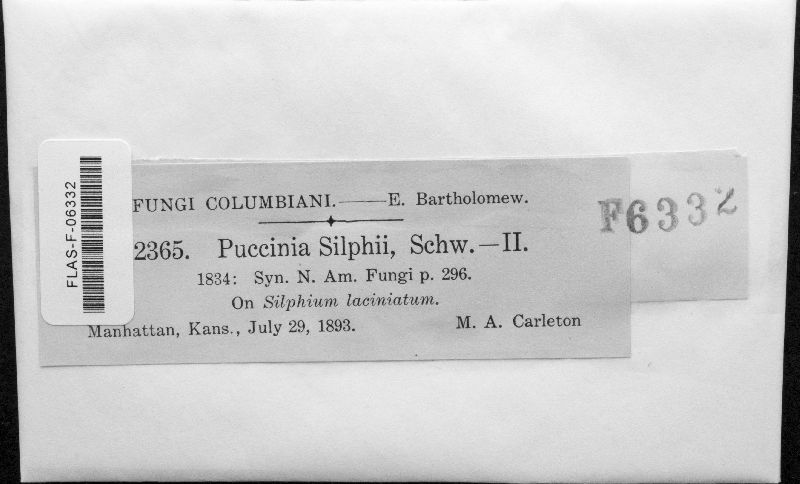 FLAS-F-06332
FUNGI COLUMBIANI.——E. Bartholomew.
F6332
2365. Puccinia Silphii, Schw.—II.
1834: Syn. N. Am. Fungi p. 296.
On Silphium laciniatum.
Manhattan, Kans., July 29, 1893. M. A. Carleton